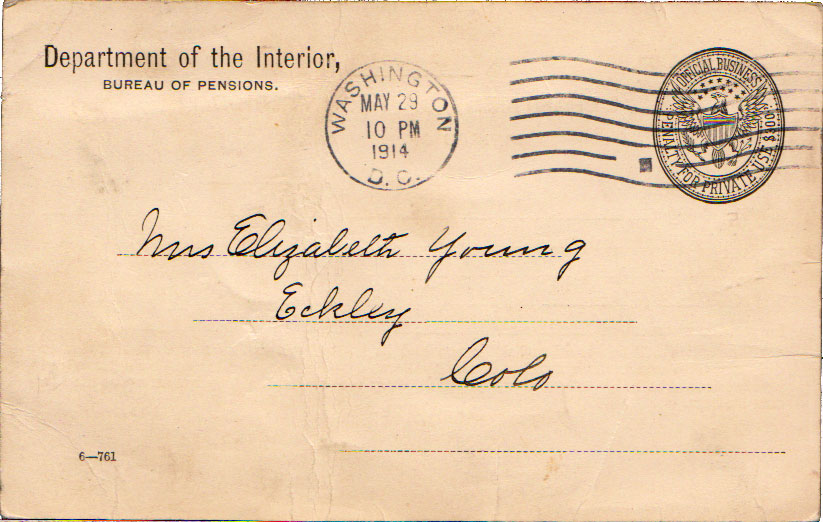 Department of the Interior,
BUREAU OF PENSIONS.
WASHINGTON
MAY 29
10 PM
1914
D. C.
OFFICIAL BUSINESS
PENALTY FOR PRIVATE USE $300
Mrs Elizabeth Young
Eckley
Colo
6—761